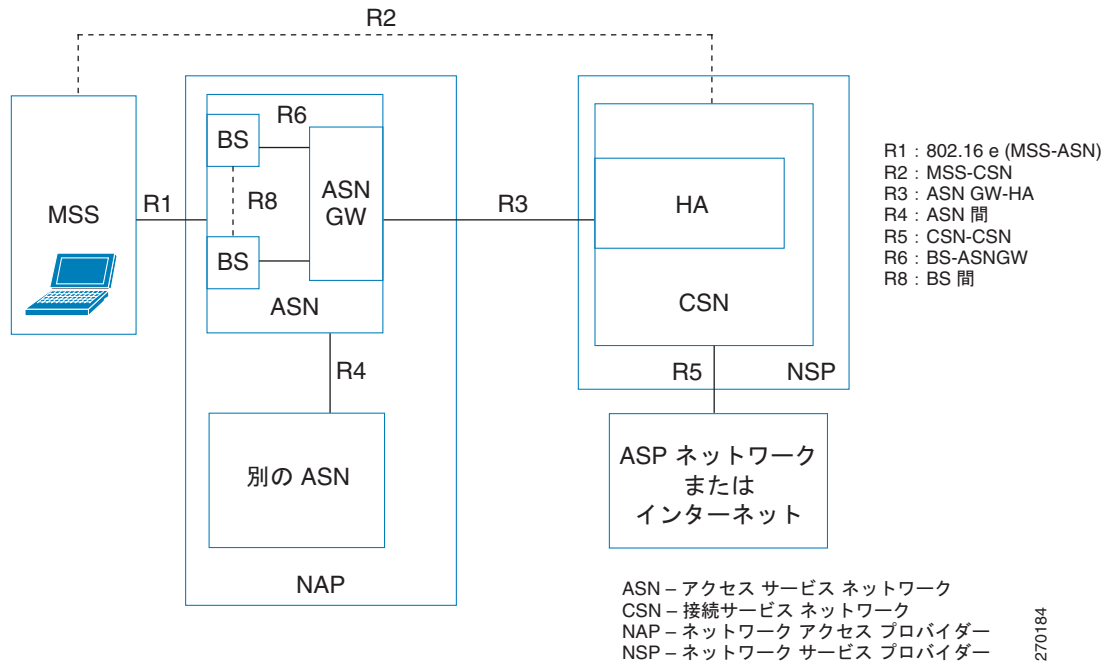 R2
MSS
R1
BS
R6
R8
BS
ASN
GW
ASN
R3
HA
CSN
R4
R5
NSP
別の ASN
NAP
ASP ネットワーク
または
インターネット
R1 : 802.16 e (MSS-ASN)
R2 : MSS-CSN
R3 : ASN GW-HA
R4 : ASN 間
R5 : CSN-CSN
R6 : BS-ASNGW
R8 : BS 間
ASN – アクセス サービス ネットワーク
CSN – 接続サービス ネットワーク
NAP – ネットワーク アクセス プロバイダー
NSP – ネットワーク サービス プロバイダー
270184